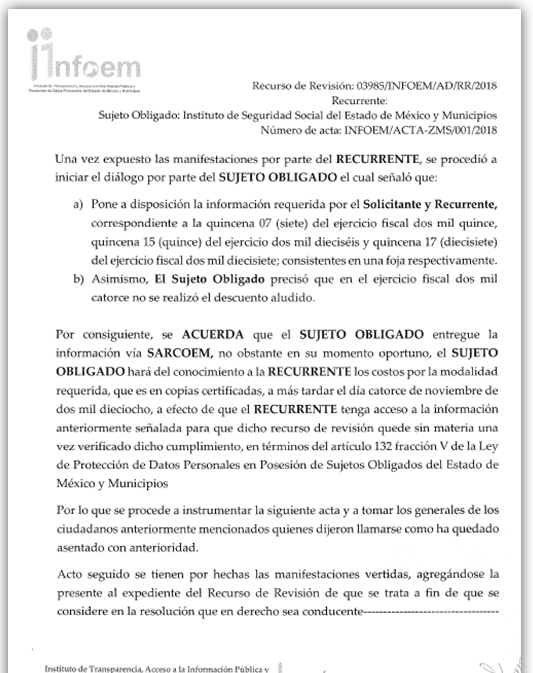 infoem
Instituto de Transparencia, Acceso a la Información Pública y
Protección de Datos Personales del Estado de México y Municipios
Recurso de Revisión: 03985/INFOEM/AD/RR/2018
Recurrente:
Sujeto Obligado: Instituto de Seguridad Social del Estado de México y Municipios
Número de acta: INFOEM/ACTA-ZMS/001/2018
Una vez expuesto las manifestaciones por parte del RECURRENTE, se procedió a
iniciar el diálogo por parte del SUJETO OBLIGADO el cual señaló que:
a) Pone a disposición la información requerida por el Solicitante y Recurrente,
correspondiente a la quincena 07 (siete) del ejercicio fiscal dos mil quince,
quincena 15 (quince) del ejercicio dos mil dieciséis y quincena 17 (diecisiete)
del ejercicio fiscal dos mil diecisiete; consistentes en una foja respectivamente.
b) Asimismo, El Sujeto Obligado precisó que en el ejercicio fiscal dos mil
catorce no se realizó el descuento aludido.
Por consiguiente, se ACUERDA que el SUJETO OBLIGADO entregue la
información vía SARCOEM, no obstante en su momento oportuno, el SUJETO
OBLIGADO hará del conocimiento a la RECURRENTE los costos por la modalidad
requerida, que es en copias certificadas, a más tardar el día catorce de noviembre de
dos mil dieciocho, a efecto de que el RECURRENTE tenga acceso a la información
anteriormente señalada para que dicho recurso de revisión quede sin materia una
vez verificado dicho cumplimiento, en términos del artículo 132 fracción V de la Ley
de Protección de Datos Personales en Posesión de Sujetos Obligados del Estado de
México y Municipios
Por lo que se procede a instrumentar la siguiente acta y a tomar los generales de los
ciudadanos anteriormente mencionados quienes dijeron llamarse como ha quedado
asentado con anterioridad.
Acto seguido se tienen por hechas las manifestaciones vertidas, agregándose la
presente al expediente del Recurso de Revisión de que se trata a fin de que se
considere en la resolución que en derecho sea conducente----------------------------------
Instituto de Transparencia, Acceso a la Información Pública y